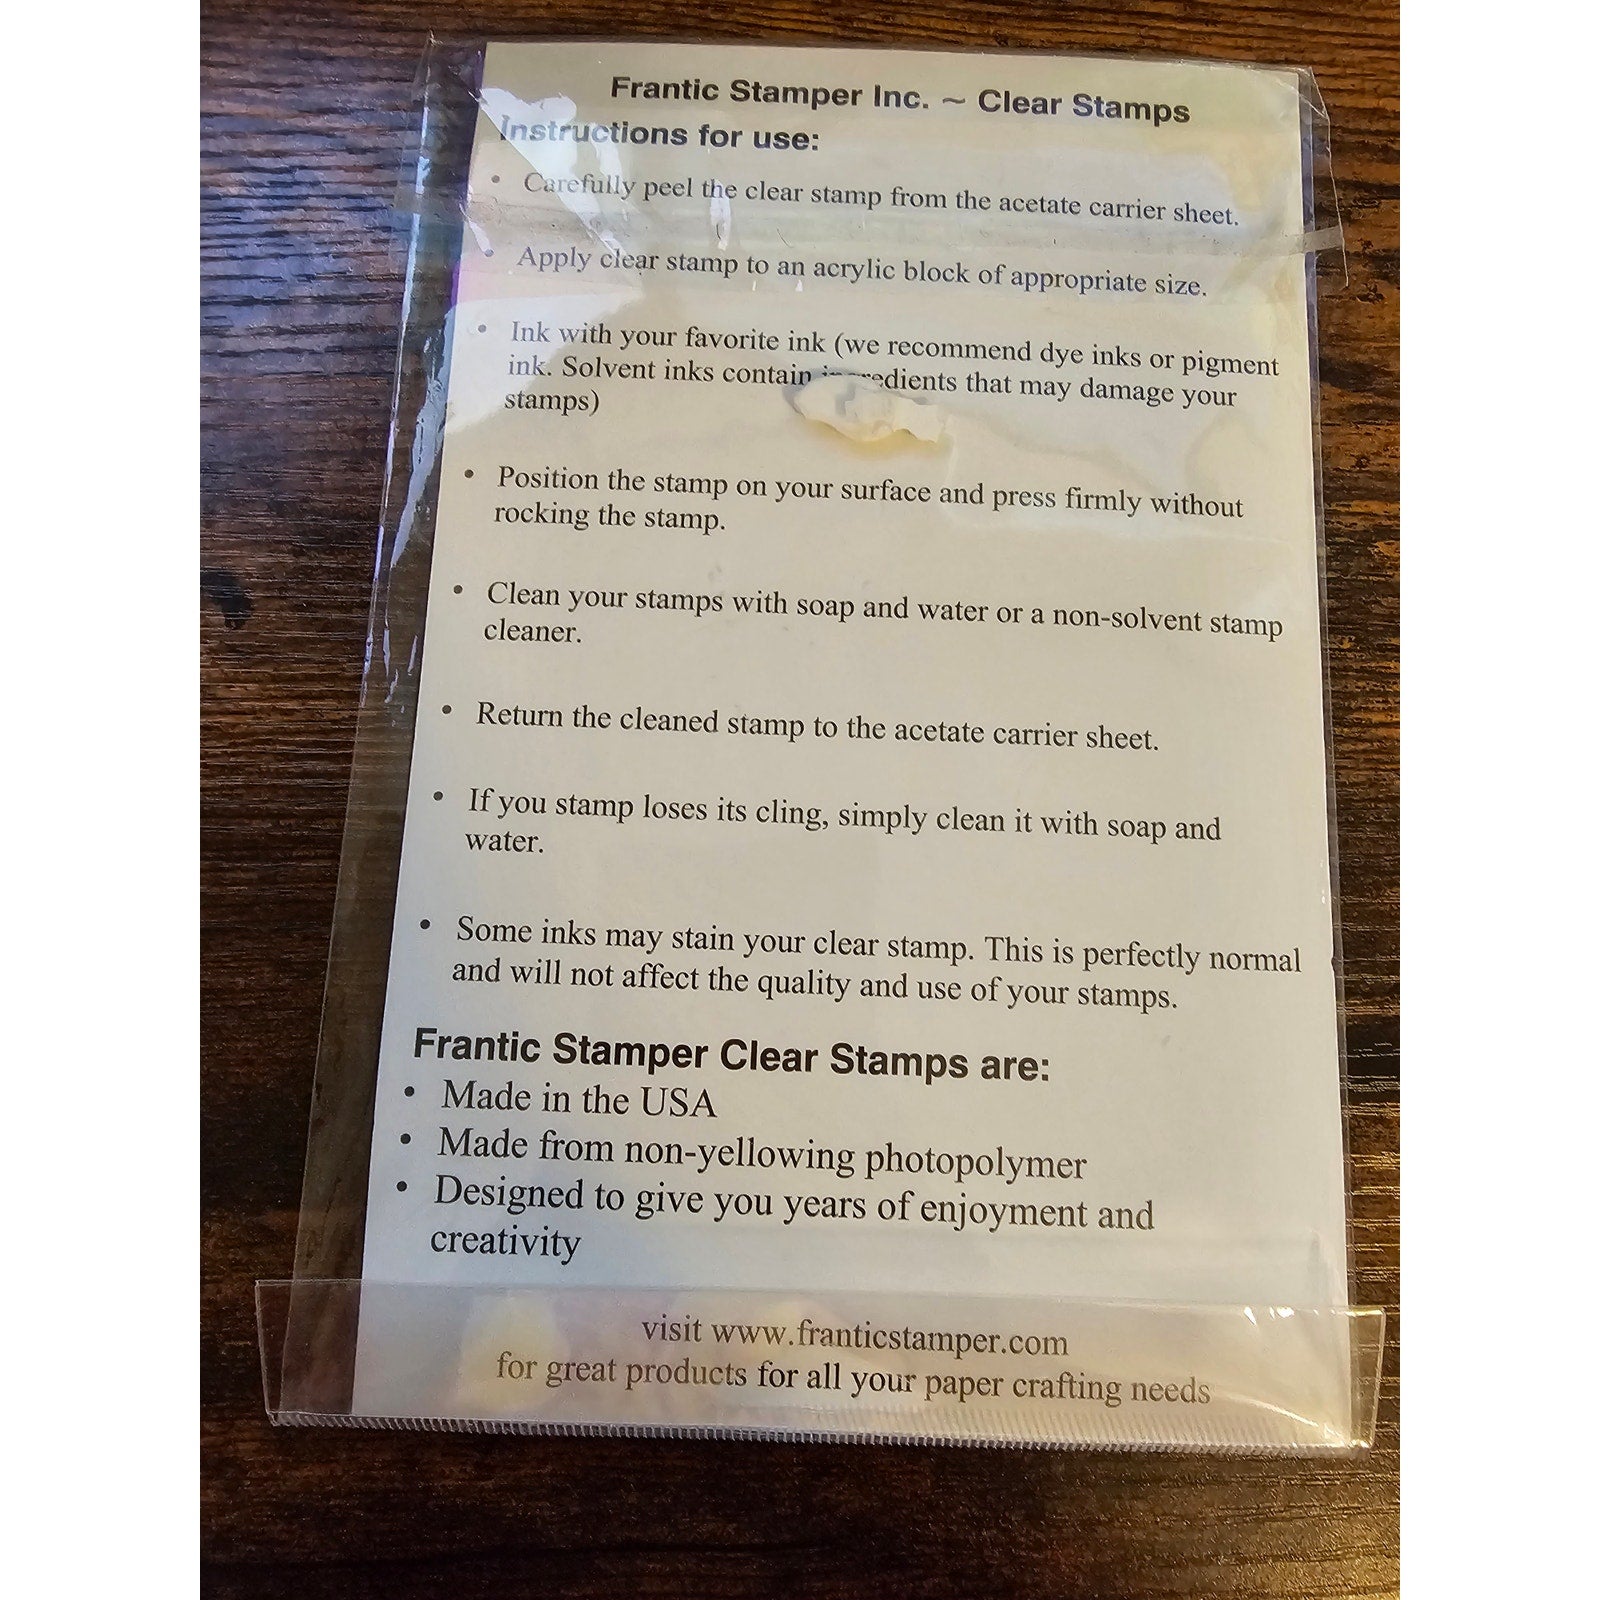 Frantic Stamper Inc. ~ Clear Stamps
Instructions for use:
• Carefully peel the clear stamp from the acetate carrier sheet.
• Apply clear stamp to an acrylic block of appropriate size.
• Ink with your favorite ink (we recommend dye inks or pigment
ink. Solvent inks contain ingredients that may damage your
stamps)
• Position the stamp on your surface and press firmly without
rocking the stamp.
• Clean your stamps with soap and water or a non-solvent stamp
cleaner.
• Return the cleaned stamp to the acetate carrier sheet.
• If you stamp loses its cling, simply clean it with soap and
water.
• Some inks may stain your clear stamp. This is perfectly normal
and will not affect the quality and use of your stamps.
Frantic Stamper Clear Stamps are:
• Made in the USA
• Made from non-yellowing photopolymer
• Designed to give you years of enjoyment and
creativity
visit www.franticstamper.com
for great products for all your paper crafting needs